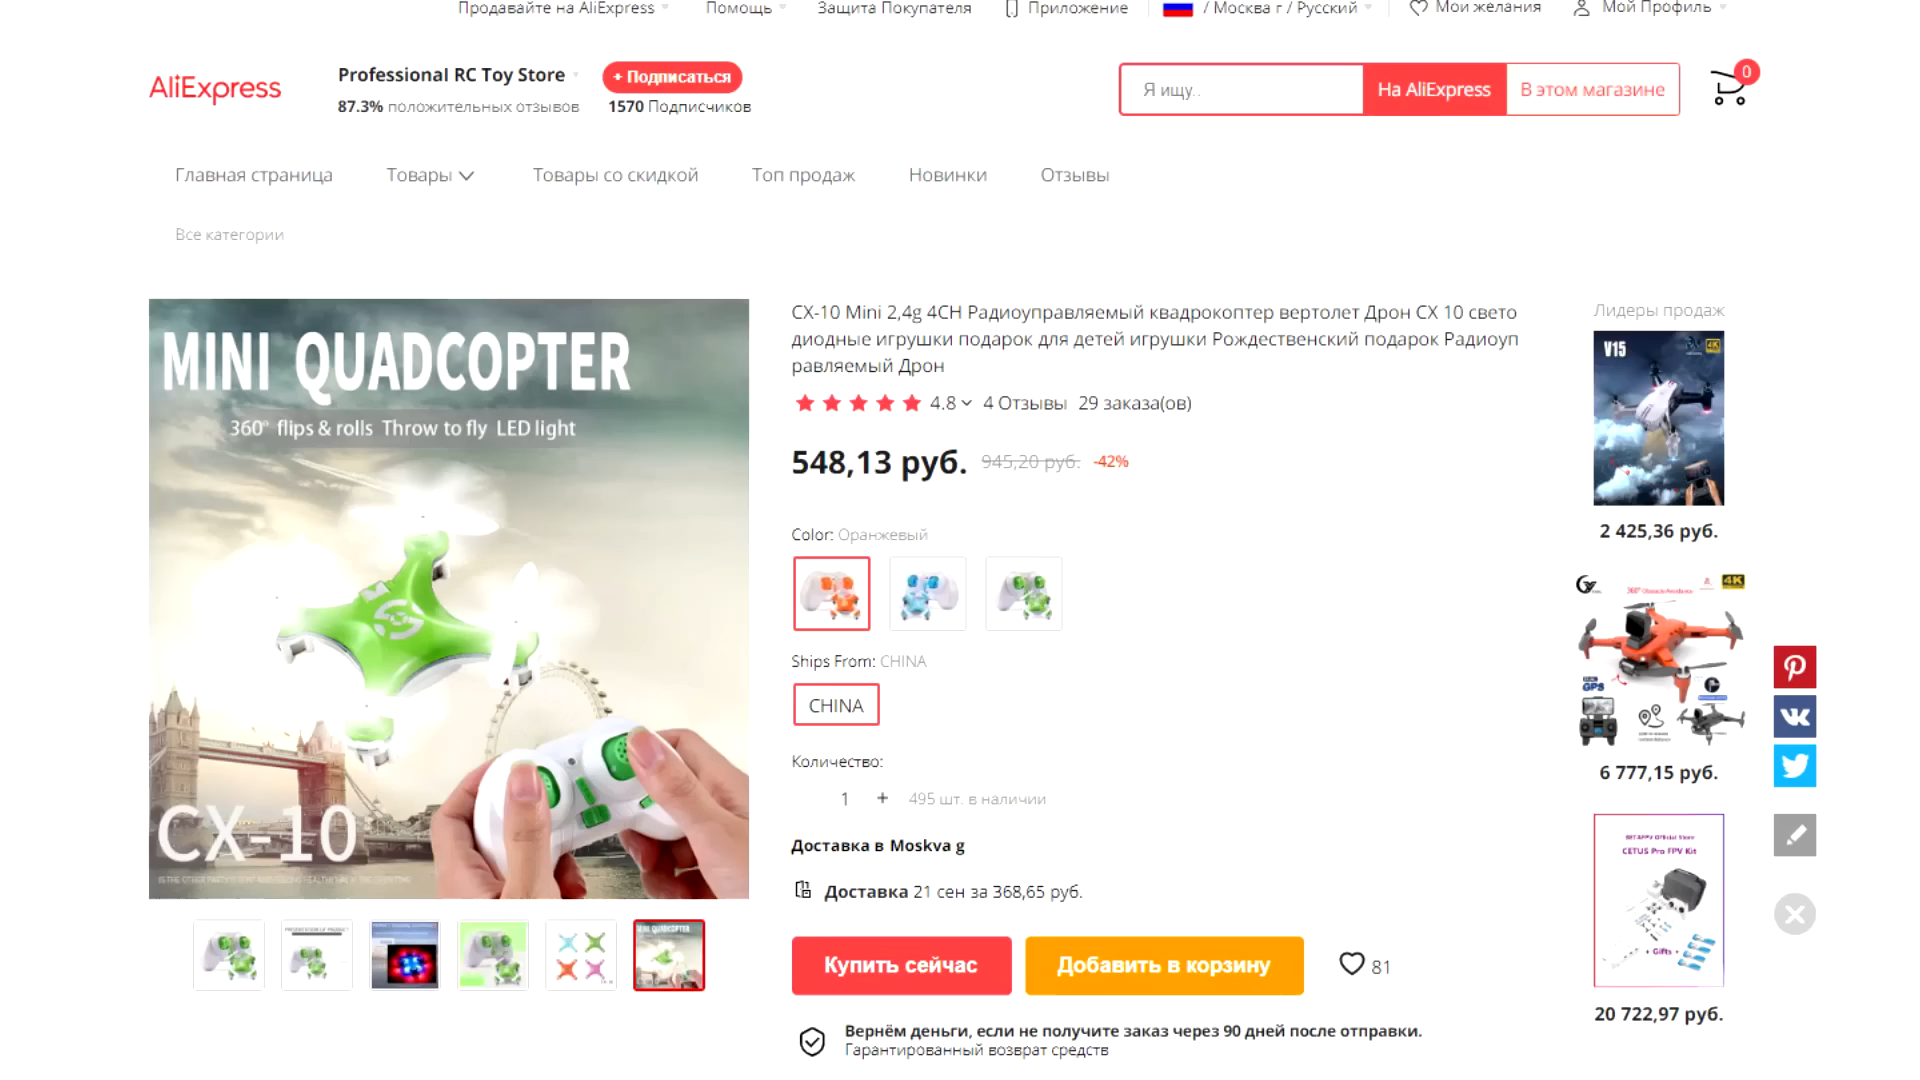 Продавайте на AliExpress
Помощь
Защита Покупателя
Приложение
/ Москва г / Русский
Мои желания
Мой Профиль
AliExpress
Professional RC Toy Store
+ Подписаться
87.3% положительных отзывов
1570 Подписчиков
Я ищу..
На AliExpress
В этом магазине
0
Главная страница
Товары
Товары со скидкой
Топ продаж
Новинки
Отзывы
Все категории
MINI QUADCOPTER
360° flips & rolls Throw to fly LED light
CX-10
CX-10 Mini 2,4g 4CH Радиоуправляемый квадрокоптер вертолет Дрон CX 10 свето
диодные игрушки подарок для детей игрушки Рождественский подарок Радиоуп
равляемый Дрон
4.8
4 Отзывы
29 заказа(ов)
548,13 руб.
945,20 руб.
-42%
Color: Оранжевый
Ships From: CHINA
CHINA
Количество:
1 +
495 шт. в наличии
Доставка в Moskva g
Доставка 21 сен за 368,65 руб.
Купить сейчас
Добавить в корзину
81
Вернём деньги, если не получите заказ через 90 дней после отправки.
Гарантированный возврат средств
Лидеры продаж
V15
4K
2 425,36 руб.
4K
360° Obstacle Avoidance
GPS
6 777,15 руб.
BETAFPV Official Store
CETUS Pro FPV Kit
+ Gifts
20 722,97 руб.